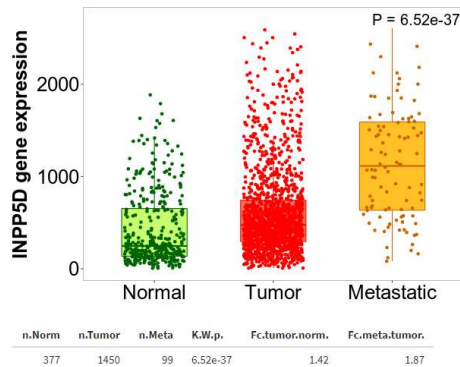 P = 6.52e-37
INPP5D gene expression
2000
1000
0
Normal Tumor Metastatic
n.Norm n.Tumor n.Meta K.W.p. Fc.tumor.norm. Fc.meta.tumor.
377 1450 99 6.52e-37 1.42 1.87